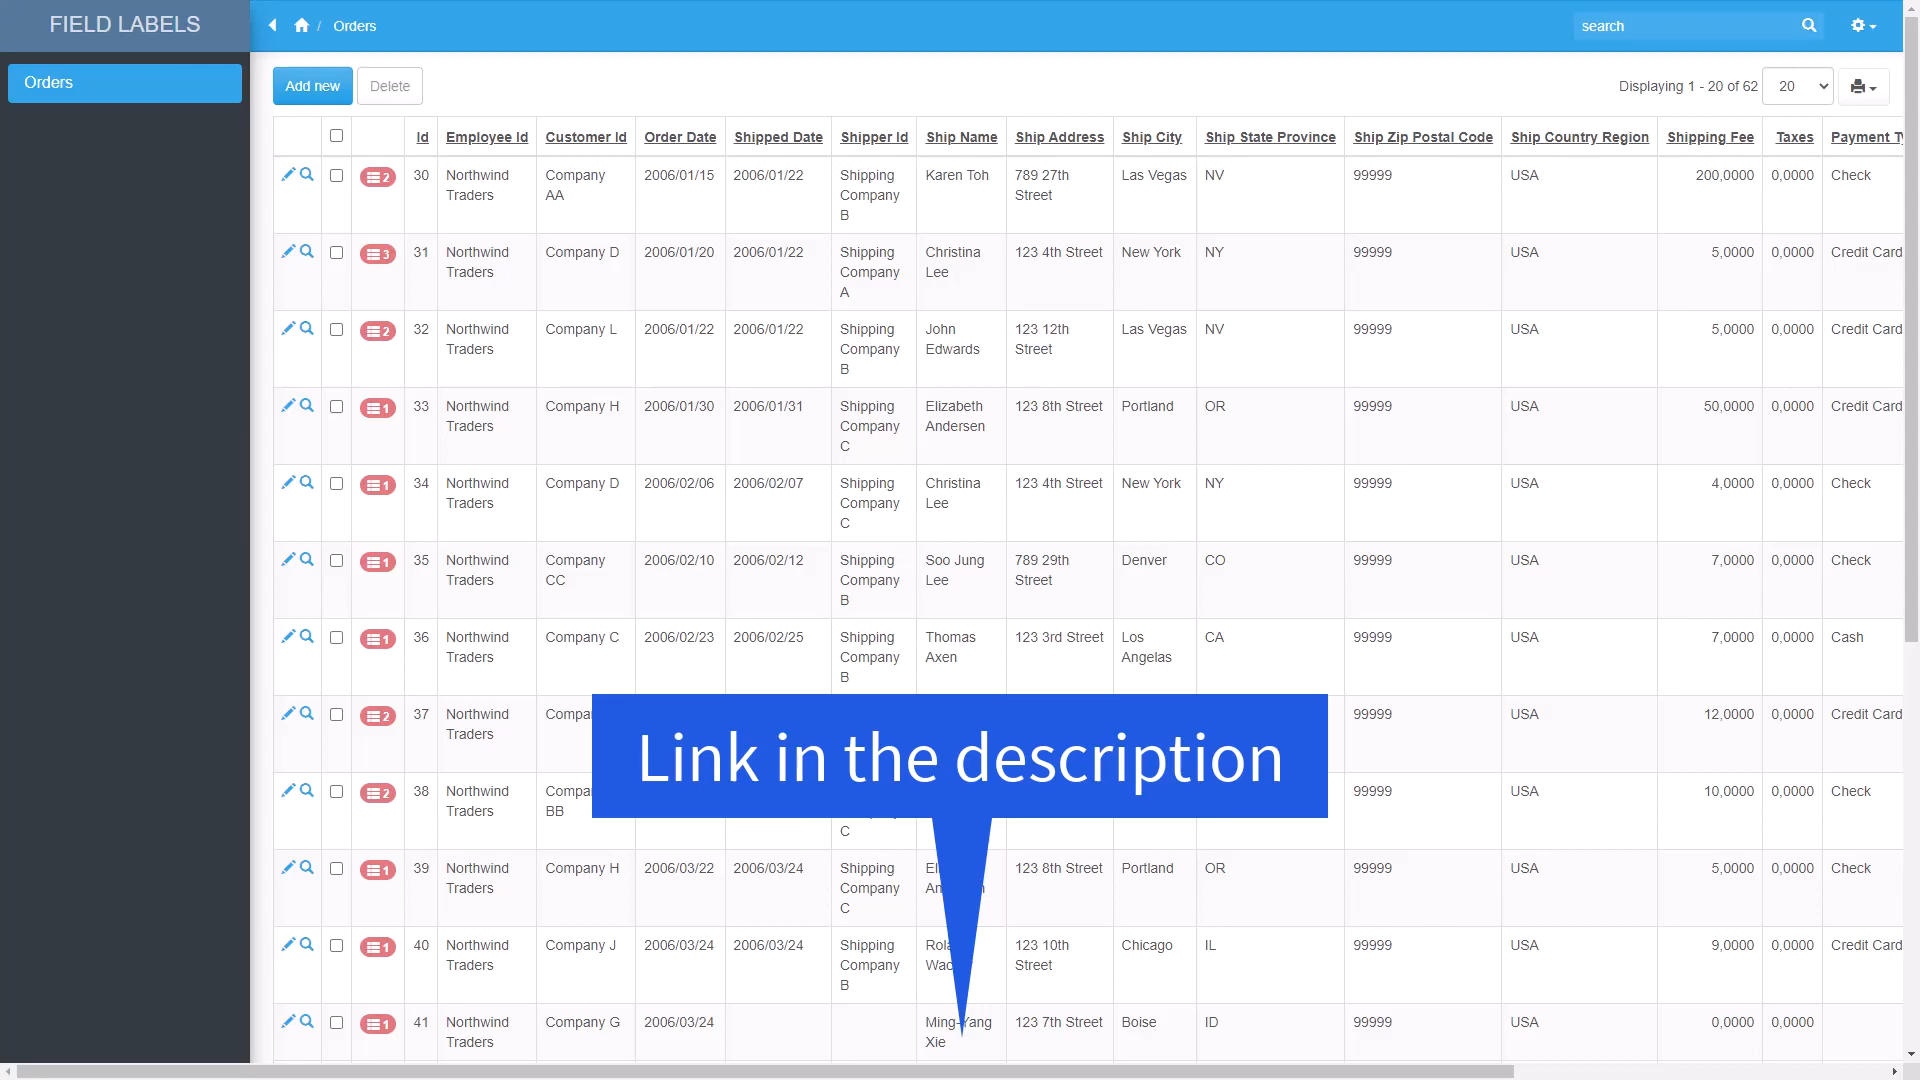 FIELD LABELS
/ Orders
search
Orders
Add new
Delete
Displaying 1 - 20 of 62
20
Id Employee Id Customer Id Order Date Shipped Date Shipper Id Ship Name Ship Address Ship City Ship State Province Ship Zip Postal Code Ship Country Region Shipping Fee Taxes Payment Ty
2 30 Northwind Company 2006/01/15 2006/01/22 Shipping Karen Toh 789 27th Las Vegas NV 99999 USA 200,0000 0,0000 Check
Traders AA Company Street
B
3 31 Northwind Company D 2006/01/20 2006/01/22 Shipping Christina 123 4th Street New York NY 99999 USA 5,0000 0,0000 Credit Card
Traders Company Lee
A
2 32 Northwind Company L 2006/01/22 2006/01/22 Shipping John 123 12th Las Vegas NV 99999 USA 5,0000 0,0000 Credit Card
Traders Company Edwards Street
B
1 33 Northwind Company H 2006/01/30 2006/01/31 Shipping Elizabeth 123 8th Street Portland OR 99999 USA 50,0000 0,0000 Credit Card
Traders Company Andersen
C
1 34 Northwind Company D 2006/02/06 2006/02/07 Shipping Christina 123 4th Street New York NY 99999 USA 4,0000 0,0000 Check
Traders Company Lee
C
1 35 Northwind Company 2006/02/10 2006/02/12 Shipping Soo Jung 789 29th Denver CO 99999 USA 7,0000 0,0000 Check
Traders CC Company Lee Street
B
1 36 Northwind Company C 2006/02/23 2006/02/25 Shipping Thomas 123 3rd Street Los CA 99999 USA 7,0000 0,0000 Cash
Traders Company Axen Angelas
B
2 37 Northwind 99999 USA 12,0000 0,0000 Credit Card
Traders
Link in the description
2 38 Northwind 99999 USA 10,0000 0,0000 Check
Traders BB
C
1 39 Northwind Company H 2006/03/22 2006/03/24 Shipping 123 8th Street Portland OR 99999 USA 5,0000 0,0000 Check
Traders Company
C
1 40 Northwind Company J 2006/03/24 2006/03/24 Shipping 123 10th Chicago IL 99999 USA 9,0000 0,0000 Credit Card
Traders Company Street
B
1 41 Northwind Company G 2006/03/24 Ming-Yang 123 7th Street Boise ID 99999 USA 0,0000 0,0000
Traders Xie